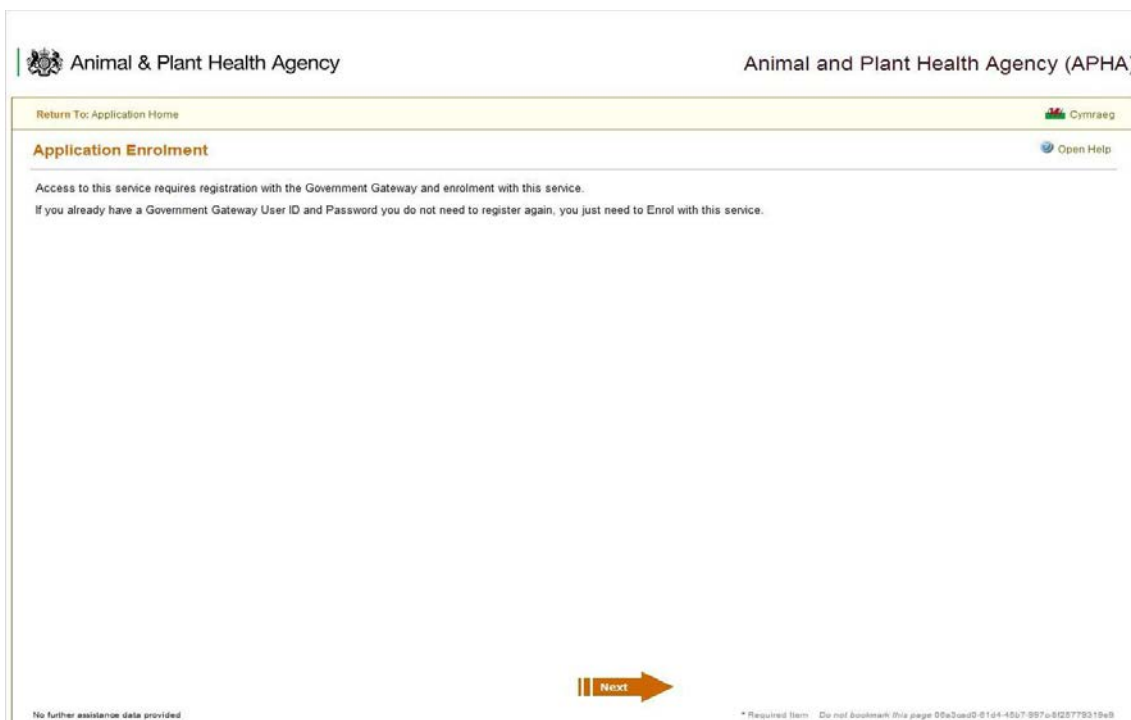 Animal & Plant Health Agency
Animal and Plant Health Agency (APHA)
Return To: Application Home
Cymraeg
Application Enrolment
Open Help
Access to this service requires registration with the Government Gateway and enrolment with this service.
If you already have a Government Gateway User ID and Password you do not need to register again, you just need to Enrol with this service.
Next
No further assistance data provided
* Required Item Do not bookmark this page